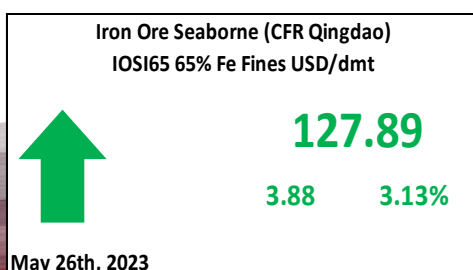 Iron Ore Seaborne (CFR Qingdao)
IOSI65 65% Fe Fines USD/dmt
127.89
3.88 3.13%
May 26th, 2023